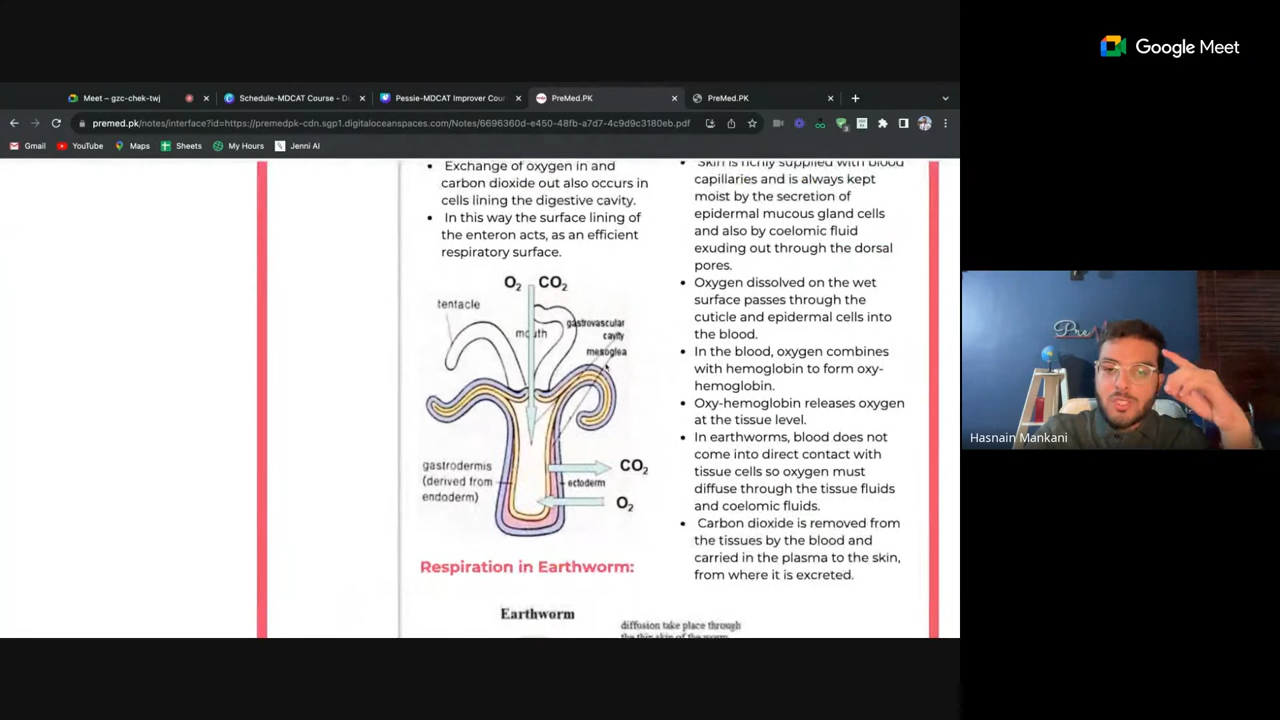 Google Meet
Meet – gzc-chek-twj
Schedule-MDCAT Course - D
Pessie-MDCAT Improver Cour
PreMed.PK
PreMed.PK
premed.pk/notes/interface?id=https://premedpk-cdn.sgp1.digitaloceanspaces.com/Notes/6696360d-e450-48fb-a7d7-4c9d9c3180eb.pdf
Gmail
YouTube
Maps
Sheets
My Hours
Jenni AI
• Exchange of oxygen in and
carbon dioxide out also occurs in
cells lining the digestive cavity.
• In this way the surface lining of
the enteron acts, as an efficient
respiratory surface.
O2 CO2
tentacle
mouth
gastrovascular
cavity
mesoglea
gastrodermis
(derived from
endoderm)
CO2
ectoderm
O2
Respiration in Earthworm:
Earthworm
• Skin is richly supplied with blood
capillaries and is always kept
moist by the secretion of
epidermal mucous gland cells
and also by coelomic fluid
exuding out through the dorsal
pores.
• Oxygen dissolved on the wet
surface passes through the
cuticle and epidermal cells into
the blood.
• In the blood, oxygen combines
with hemoglobin to form oxy-
hemoglobin.
• Oxy-hemoglobin releases oxygen
at the tissue level.
• In earthworms, blood does not
come into direct contact with
tissue cells so oxygen must
diffuse through the tissue fluids
and coelomic fluids.
• Carbon dioxide is removed from
the tissues by the blood and
carried in the plasma to the skin,
from where it is excreted.
diffusion take place through
the thin skin of the worm
Pre
Hasnain Mankani